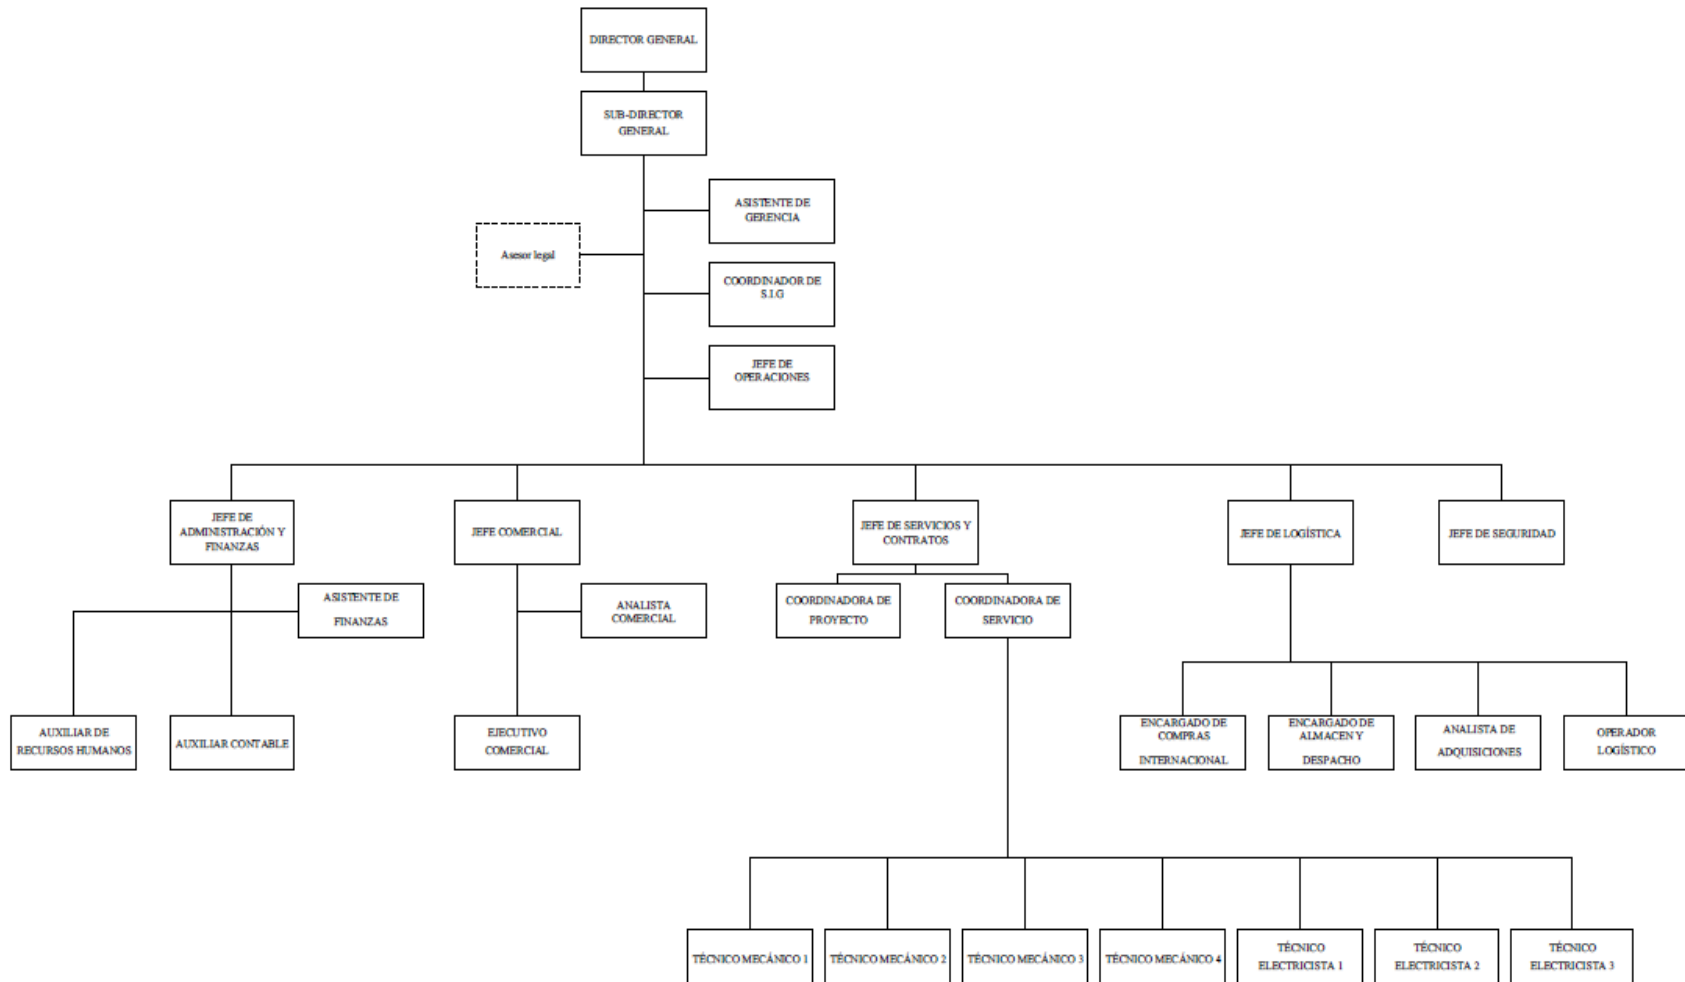 DIRECTOR GENERAL
SUB-DIRECTOR
GENERAL
ASISTENTE DE
GERENCIA
Asesor legal
COORDINADOR DE
S.I.G
JEFE DE
OPERACIONES
JEFE DE
ADMINISTRACIÓN Y
FINANZAS
JEFE COMERCIAL
JEFE DE SERVICIOS Y
CONTRATOS
JEFE DE LOGÍSTICA
JEFE DE SEGURIDAD
ASISTENTE DE
FINANZAS
ANALISTA
COMERCIAL
COORDINADORA DE
PROYECTO
COORDINADORA DE
SERVICIO
AUXILIAR DE
RECURSOS HUMANOS
AUXILIAR CONTABLE
EJECUTIVO
COMERCIAL
ENCARGADO DE
COMPRAS
INTERNACIONAL
ENCARGADO DE
ALMACEN Y
DESPACHO
ANALISTA DE
ADQUISICIONES
OPERADOR
LOGÍSTICO
TÉCNICO MECÁNICO 1
TÉCNICO MECÁNICO 2
TÉCNICO MECÁNICO 3
TÉCNICO MECÁNICO 4
TÉCNICO
ELECTRICISTA 1
TÉCNICO
ELECTRICISTA 2
TÉCNICO
ELECTRICISTA 3